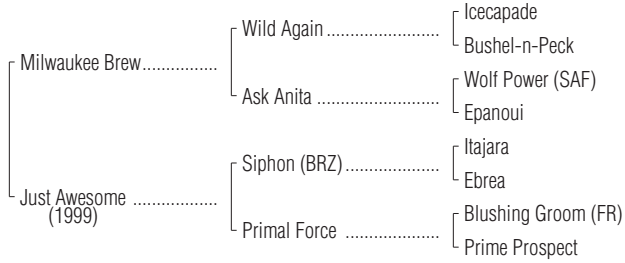 Icecapade
Wild Again ........................
Bushel-n-Peck
Milwaukee Brew................
Wolf Power (SAF)
Ask Anita ..........................
Epanoui
Itajara
Siphon (BRZ)....................
Ebrea
Just Awesome .................
(1999)
Blushing Groom (FR)
Primal Force ....................
Prime Prospect